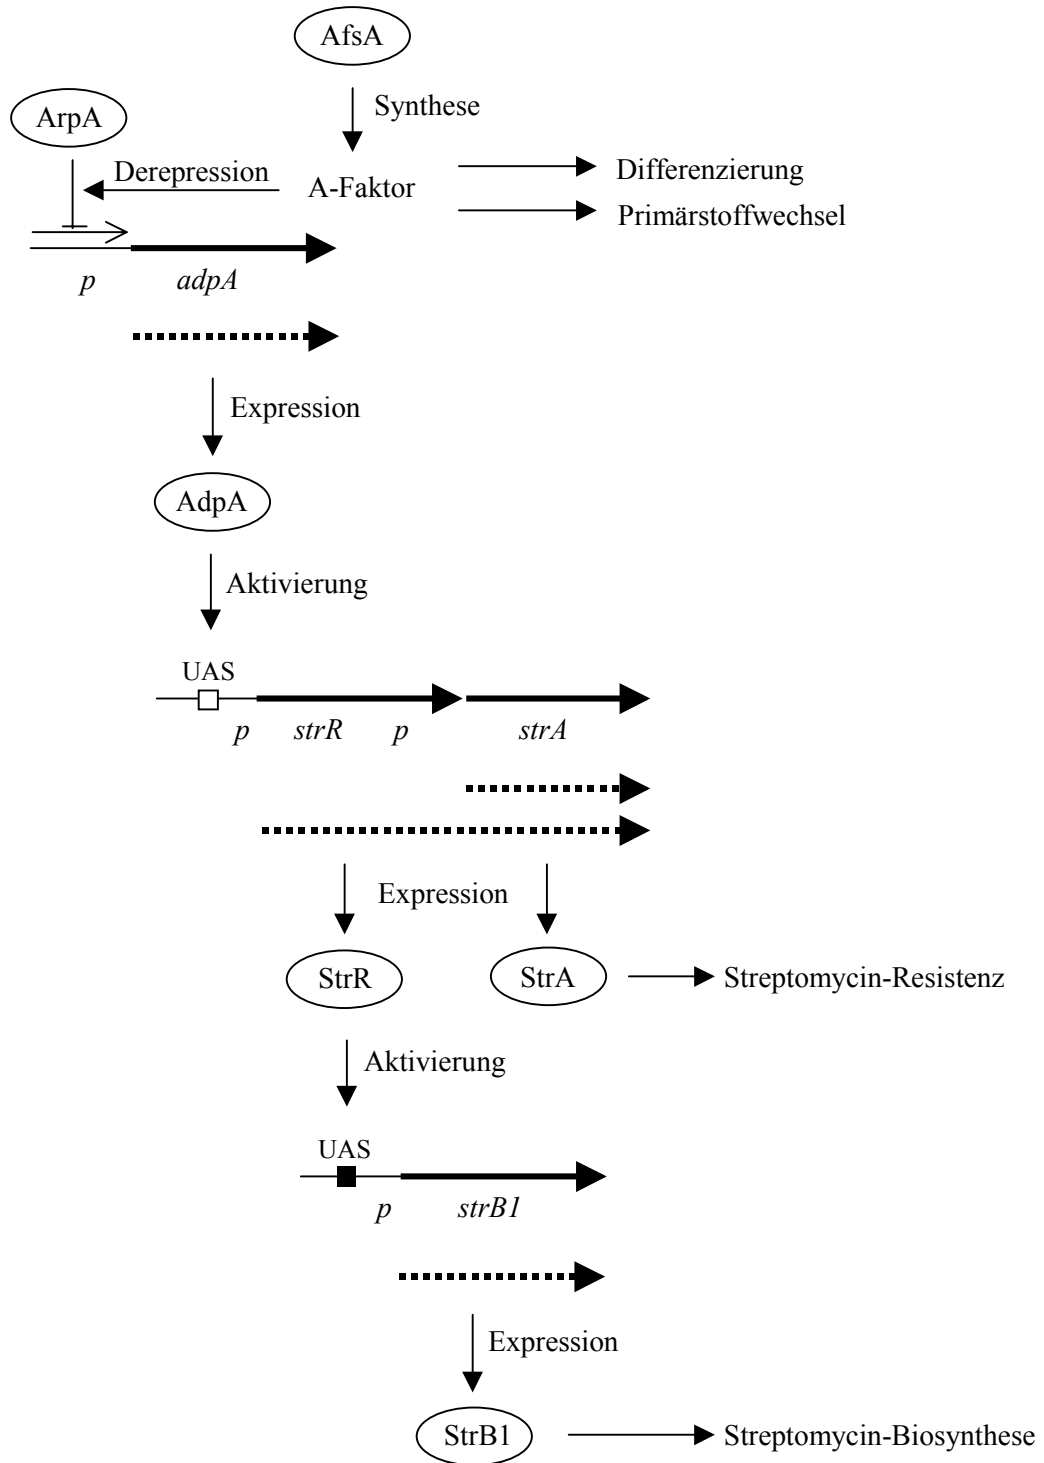 AfsA
Synthese
ArpA
Derepression
A-Faktor
Differenzierung
Primärstoffwechsel
p adpA
Expression
AdpA
Aktivierung
UAS
p strR p strA
Expression
StrR StrA Streptomycin-Resistenz
Aktivierung
UAS
p strB1
Expression
StrB1 Streptomycin-Biosynthese